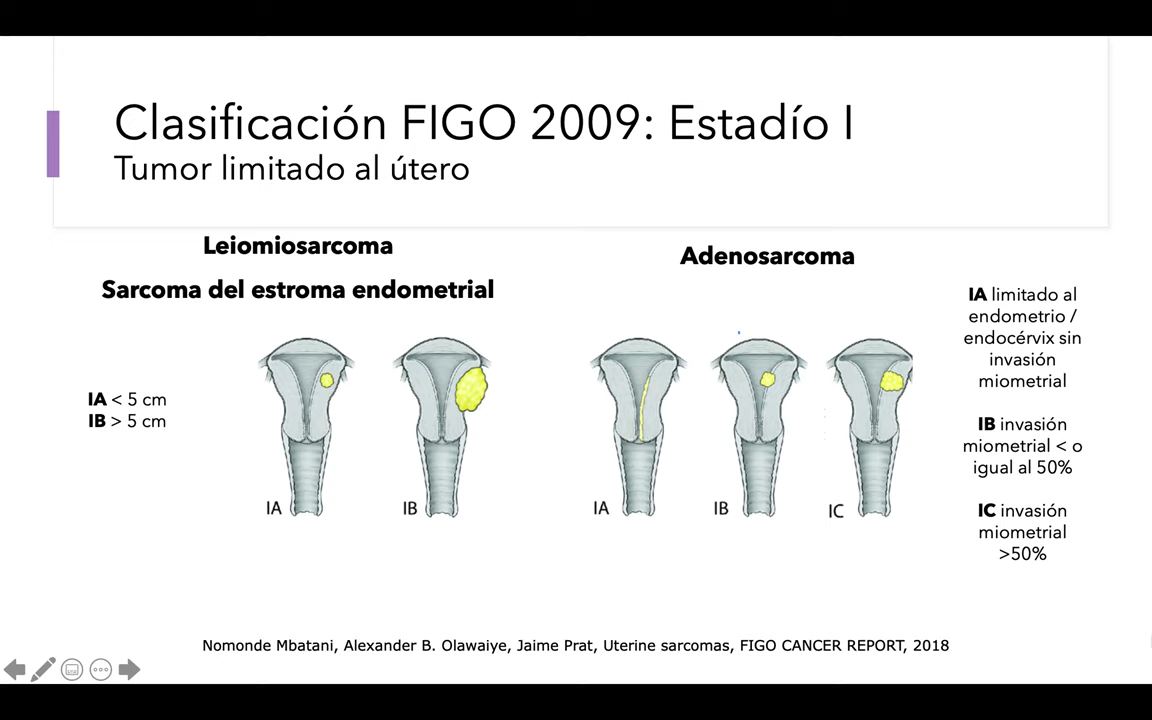 Clasificación FIGO 2009: Estadío I
Tumor limitado al útero
Leiomiosarcoma
Sarcoma del estroma endometrial
IA < 5 cm
IB > 5 cm
IA
IB
Adenosarcoma
IA
IB
IC
IA limitado al
endometrio /
endocérvix sin
invasión
miometrial
IB invasión
miometrial < o
igual al 50%
IC invasión
miometrial
>50%
Nomonde Mbatani, Alexander B. Olawaiye, Jaime Prat, Uterine sarcomas, FIGO CANCER REPORT, 2018